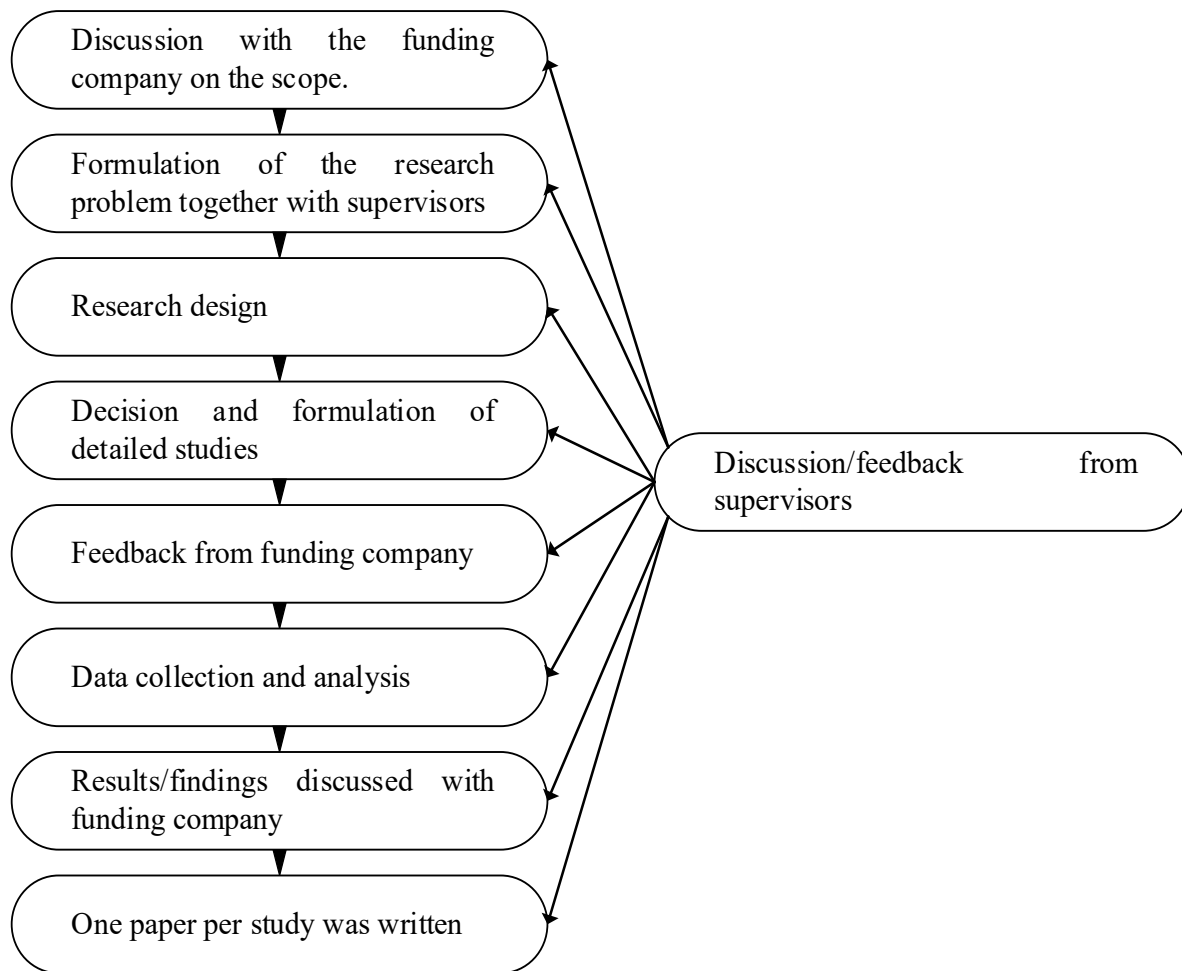 Discussion with the funding
company on the scope.
Formulation of the research
problem together with supervisors
Research design
Decision and formulation of
detailed studies
Feedback from funding company
Data collection and analysis
Results/findings discussed with
funding company
One paper per study was written
Discussion/feedback from
supervisors